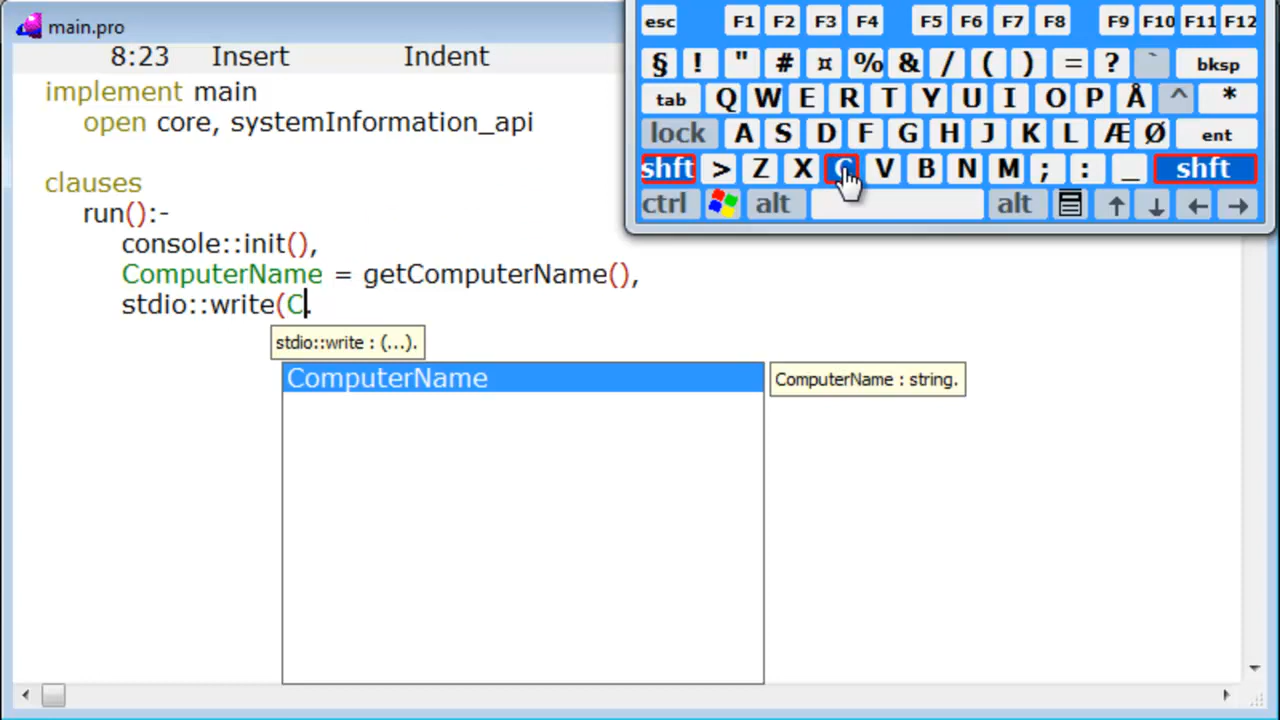 main.pro
8:23 Insert Indent
implement main
open core, systemInformation_api
clauses
run():-
console::init(),
ComputerName = getComputerName(),
stdio::write(C.
stdio::write : (...).
ComputerName
ComputerName : string.
esc F1 F2 F3 F4 F5 F6 F7 F8 F9 F10 F11 F12
§ ! " # ¤ % & / ( ) = ? ` bksp
tab Q W E R T Y U I O P Å ^ *
lock A S D F G H J K L Æ Ø ent
shft > Z X C V B N M ; : _ shft
ctrl alt alt ↑ ↓ ← →